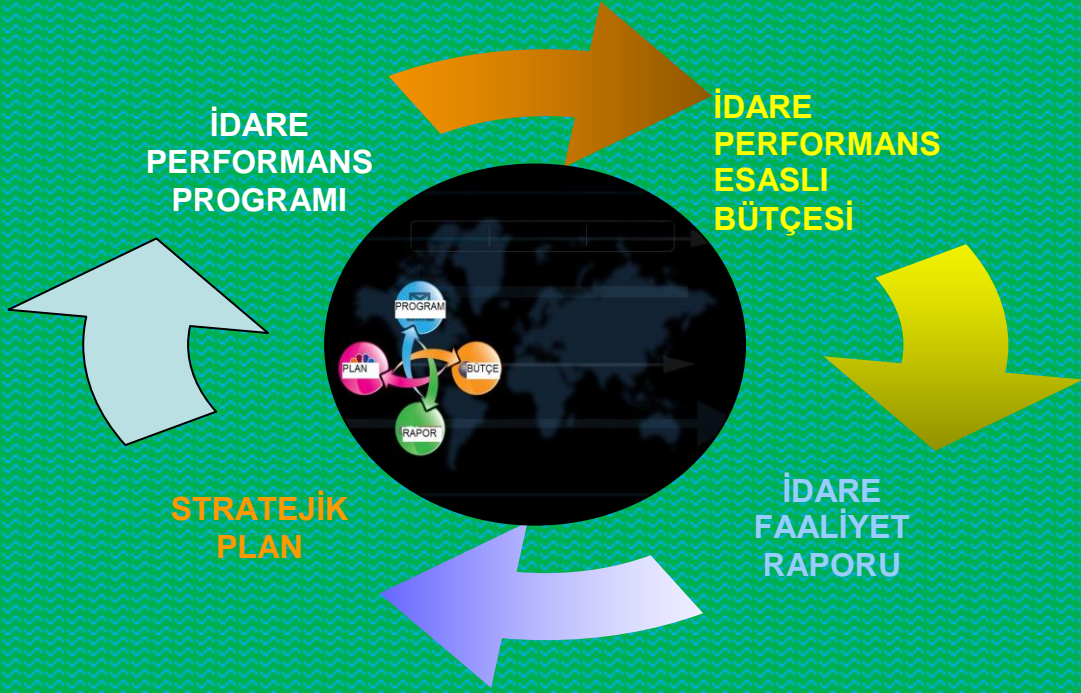 İDARE
PERFORMANS
PROGRAMI
İDARE
PERFORMANS
ESASLI
BÜTÇESİ
PROGRAM
PLAN
BÜTÇE
RAPOR
STRATEJİK
PLAN
İDARE
FAALİYET
RAPORU